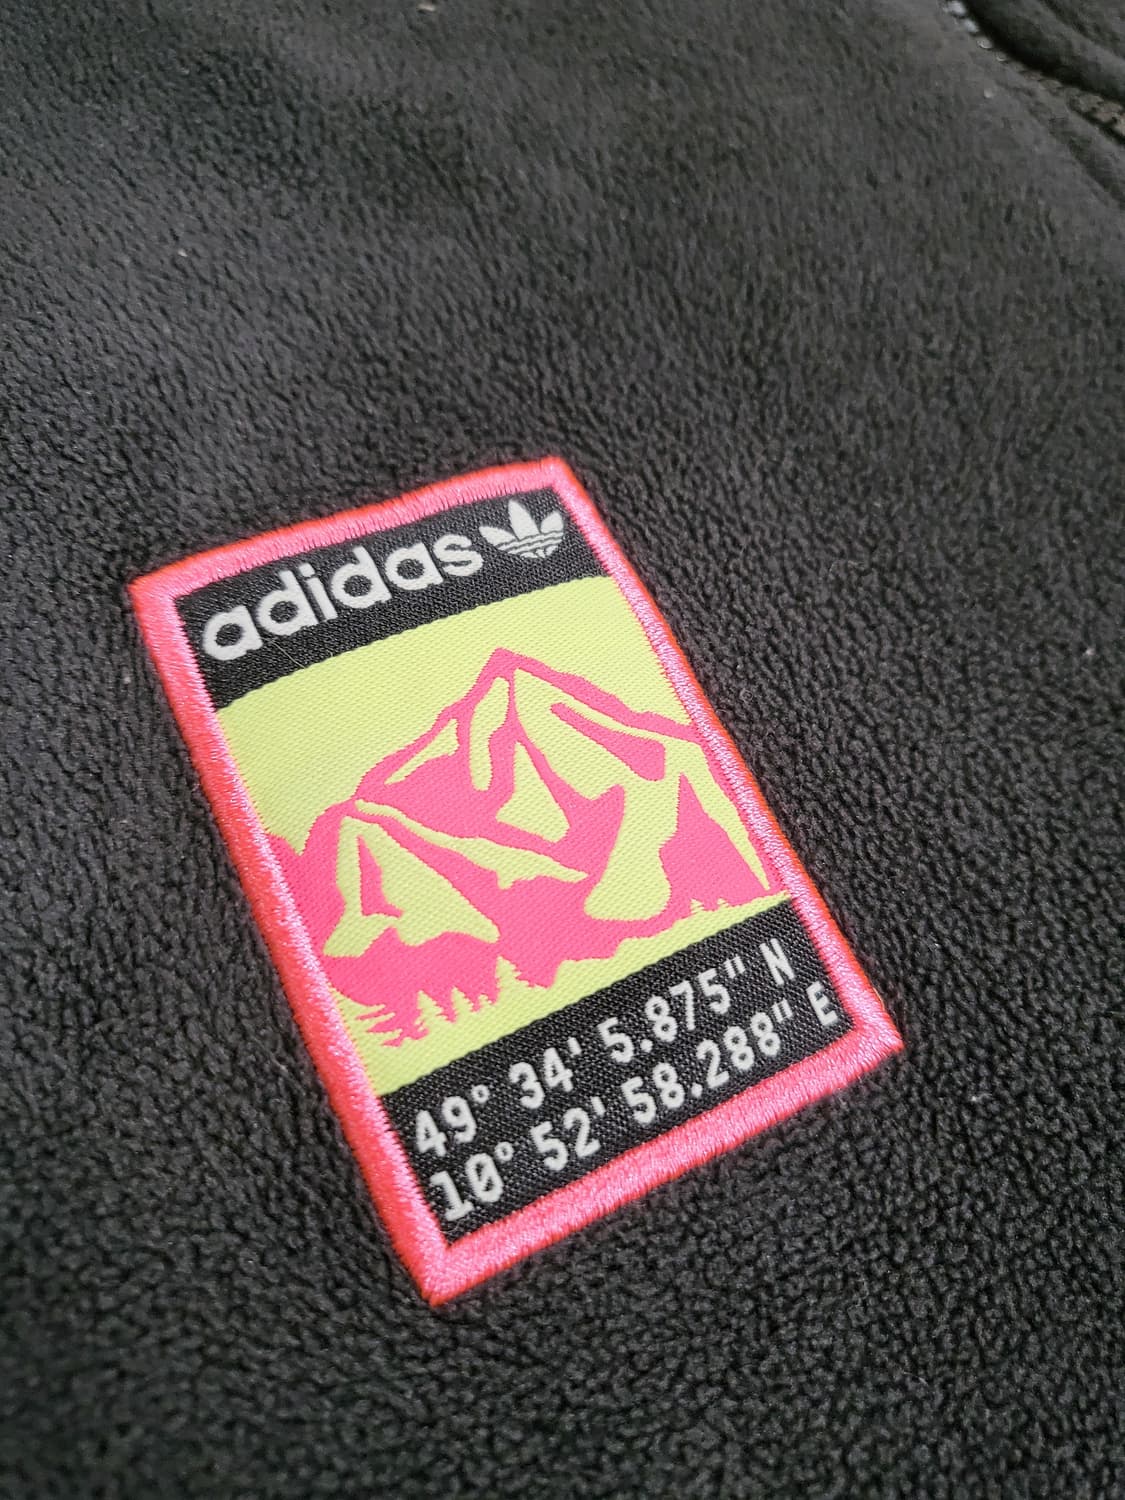 adidas
49° 34' 5.875" N
10° 52' 58.288" E